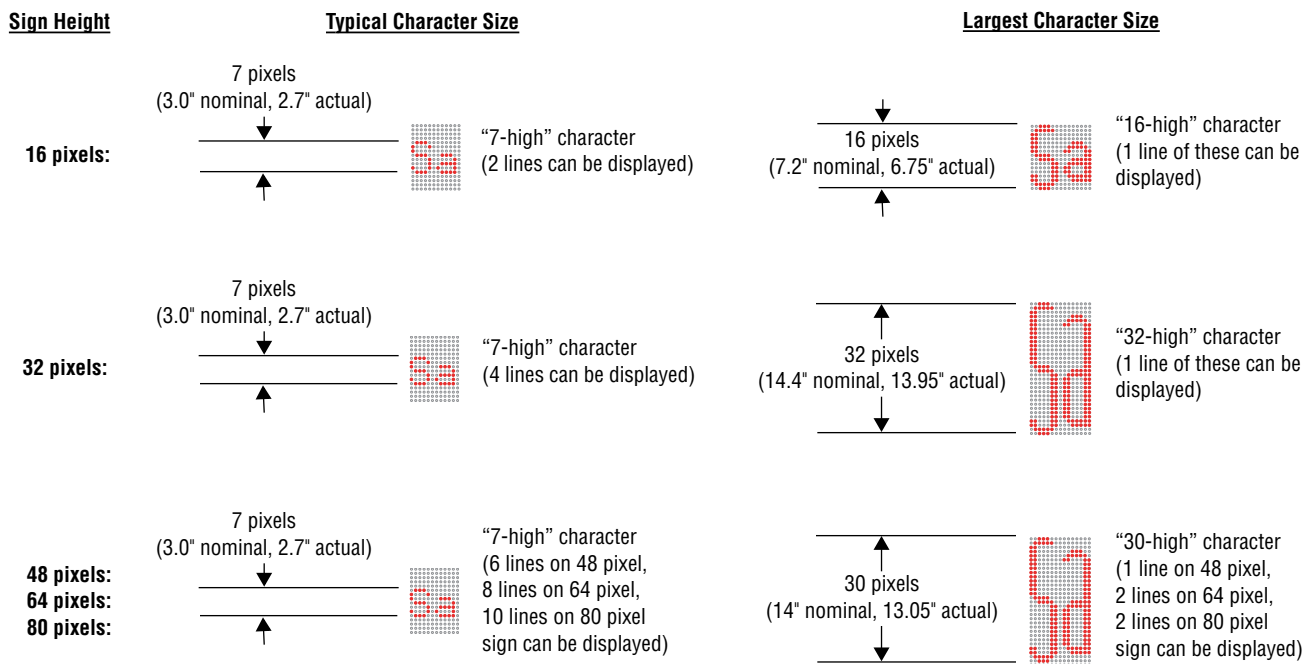 Sign Height
Typical Character Size
Largest Character Size
7 pixels
(3.0" nominal, 2.7" actual)
16 pixels:
“7-high” character
(2 lines can be displayed)
16 pixels
(7.2" nominal, 6.75" actual)
“16-high” character
(1 line of these can be
displayed)
Sa
Sa
7 pixels
(3.0" nominal, 2.7" actual)
32 pixels:
“7-high” character
(4 lines can be displayed)
32 pixels
(14.4" nominal, 13.95" actual)
“32-high” character
(1 line of these can be
displayed)
Sa
Sa
7 pixels
(3.0" nominal, 2.7" actual)
48 pixels:
64 pixels:
80 pixels:
“7-high” character
(6 lines on 48 pixel,
8 lines on 64 pixel,
10 lines on 80 pixel
sign can be displayed)
30 pixels
(14" nominal, 13.05" actual)
“30-high” character
(1 line on 48 pixel,
2 lines on 64 pixel,
2 lines on 80 pixel
sign can be displayed)
Sa
Sa